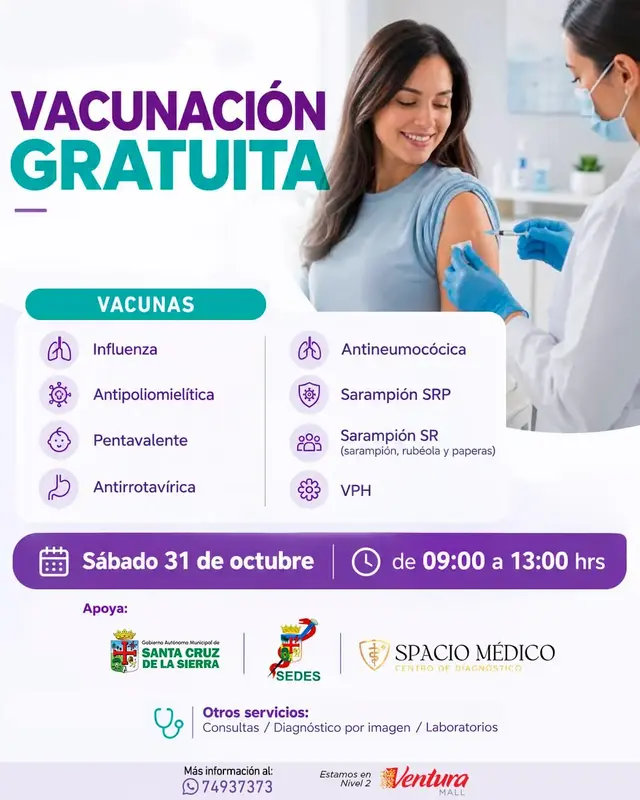 VACUNACIÓN
GRATUITA
VACUNAS
Influenza
Antipoliomielítica
Pentavalente
Antirrotavírica
Antineumocócica
Sarampión SRP
Sarampión SR
(sarampión, rubéola y paperas)
VPH
Sábado 31 de octubre
de 09:00 a 13:00 hrs
Apoya:
Gobierno Autónomo Municipal de
SANTA CRUZ
DE LA SIERRA
SEDES
SPACIO MÉDICO
CENTRO DE DIAGNÓSTICO
Otros servicios:
Consultas / Diagnóstico por imagen / Laboratorios
Más información al:
74937373
Estamos en
Nivel 2
Ventura
MALL